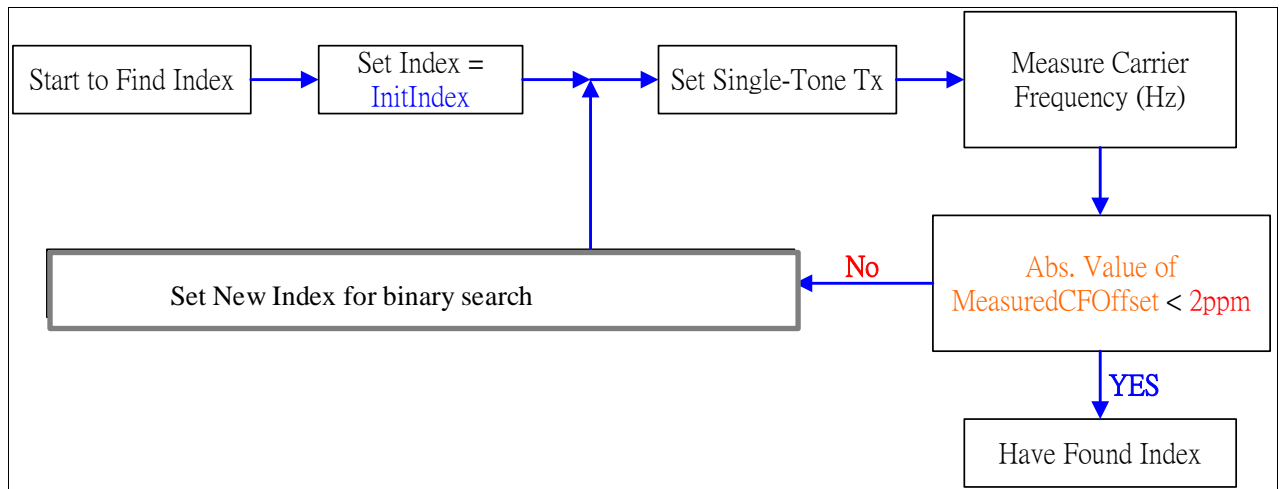 Start to Find Index
Set Index =
InitIndex
Set Single-Tone Tx
Measure Carrier
Frequency (Hz)
Abs. Value of
MeasuredCFOffset < 2ppm
No
Set New Index for binary search
YES
Have Found Index